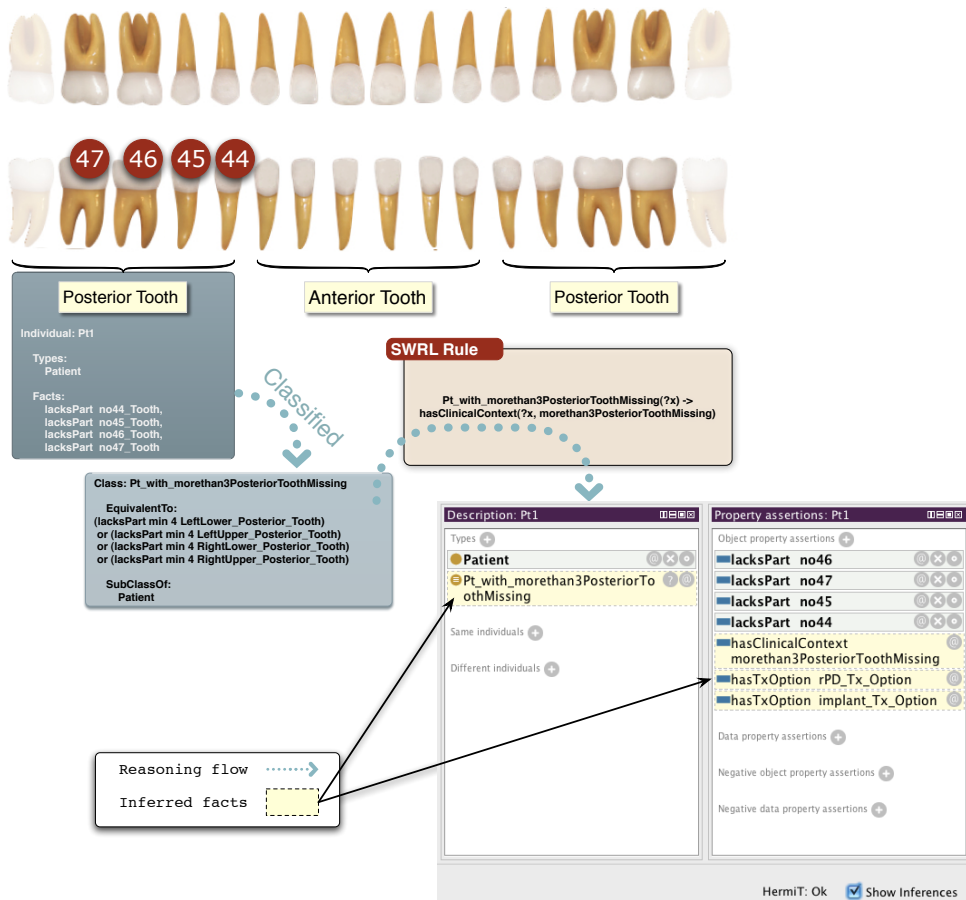 47 46 45 44
Posterior Tooth
Anterior Tooth
Posterior Tooth
Individual: Pt1
Types:
Patient
Facts:
lacksPart no44_Tooth,
lacksPart no45_Tooth,
lacksPart no46_Tooth,
lacksPart no47_Tooth
Classified
SWRL Rule
Pt_with_morethan3PosteriorToothMissing(?x) ->
hasClinicalContext(?x, morethan3PosteriorToothMissing)
Class: Pt_with_morethan3PosteriorToothMissing
EquivalentTo:
(lacksPart min 4 LeftLower_Posterior_Tooth)
or (lacksPart min 4 LeftUpper_Posterior_Tooth)
or (lacksPart min 4 RightLower_Posterior_Tooth)
or (lacksPart min 4 RightUpper_Posterior_Tooth)
SubClassOf:
Patient
Description: Pt1
Types
Patient
Pt_with_morethan3PosteriorTo
othMissing
Same individuals
Different individuals
Property assertions: Pt1
Object property assertions
lacksPart no46
lacksPart no47
lacksPart no45
lacksPart no44
hasClinicalContext
morethan3PosteriorToothMissing
hasTxOption rPD_Tx_Option
hasTxOption implant_Tx_Option
Data property assertions
Negative object property assertions
Negative data property assertions
Reasoning flow
Inferred facts
HermiT: Ok
Show Inferences